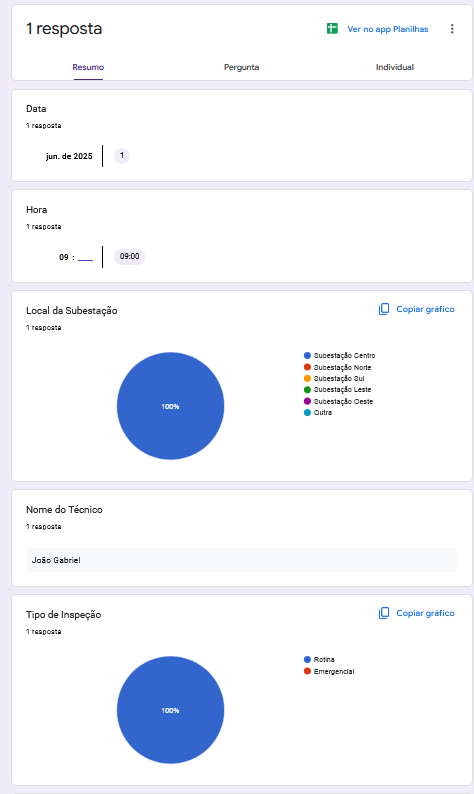 1 resposta
Ver no app Planilhas
Resumo Pergunta Individual
Data
1 resposta
jun. de 2025 1
Hora
1 resposta
09 : ___ 09:00
Local da Subestação
Copiar gráfico
1 resposta
Subestação Centro
Subestação Norte
Subestação Sul
Subestação Leste
Subestação Oeste
Outra
100%
Nome do Técnico
1 resposta
João Gabriel
Tipo de Inspeção
Copiar gráfico
1 resposta
Rotina
Emergencial
100%